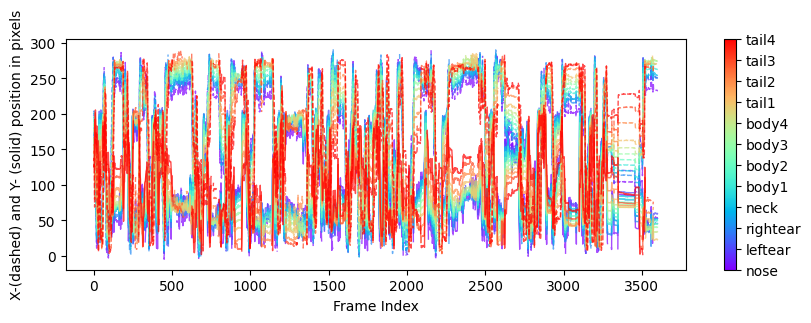 X-(dashed) and Y- (solid) position in pixels
300
250
200
150
100
50
0
0 500 1000 1500 2000 2500 3000 3500
Frame Index
tail4
tail3
tail2
tail1
body4
body3
body2
body1
neck
rightear
leftear
nose